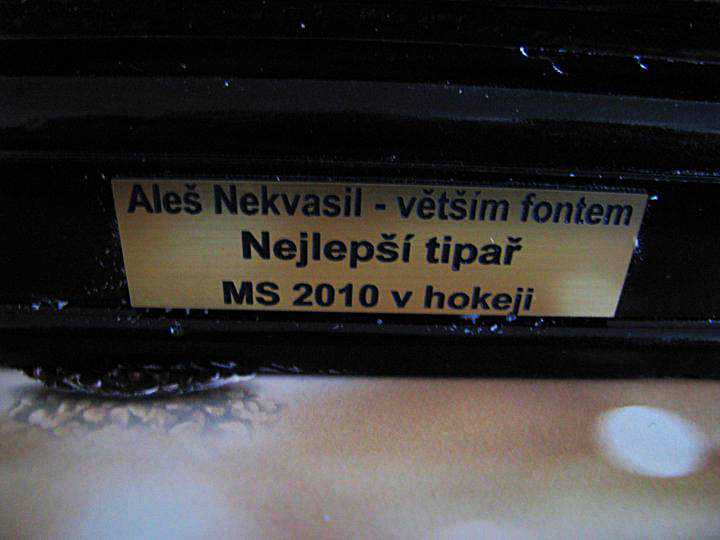 Aleš Nekvasil - větším fontem
Nejlepší tipař
MS 2010 v hokeji